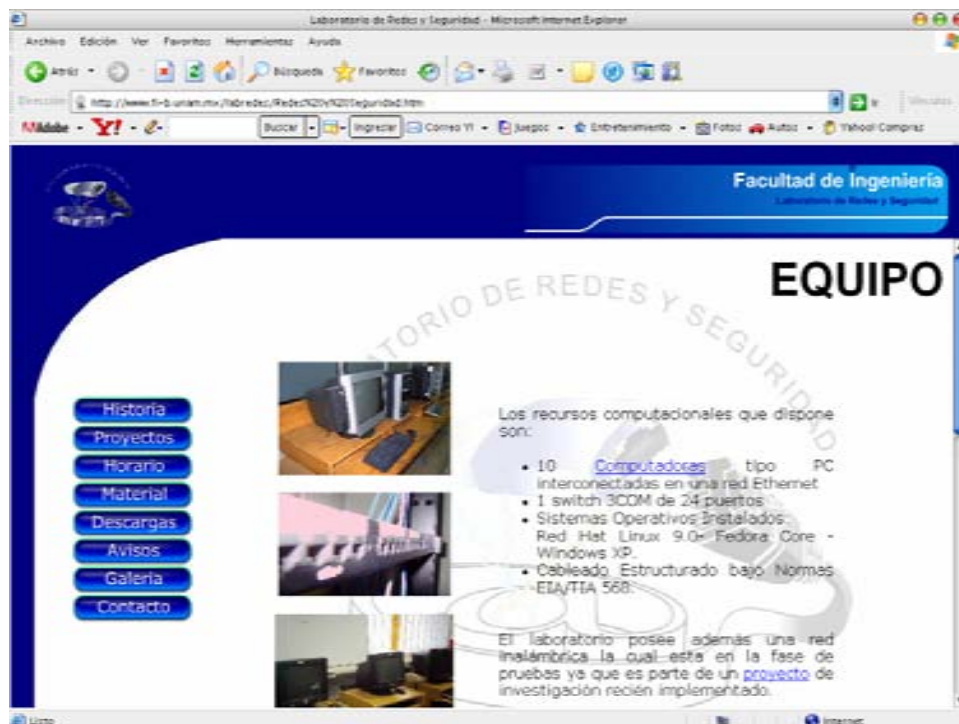 Laboratorio de Redes y Seguridad - Microsoft Internet Explorer
Archivo Edición Ver Favoritos Herramientas Ayuda
Atrás Búsqueda Favoritos
Dirección http://www.fi-b.unam.mx/labredes/Redes%20y%20Seguridad.htm Ir Vínculos
Adobe Y! Buscar Ingresar Correo Y! Juegos Entretenimiento Fotos Autos Yahoo! Compras
Facultad de Ingeniería
Laboratorio de Redes y Seguridad
EQUIPO
LABORATORIO DE REDES Y SEGURIDAD
Historia
Proyectos
Horario
Material
Descargas
Avisos
Galeria
Contacto
Los recursos computacionales que dispone
son:
• 10 Computadoras tipo PC
interconectadas en una red Ethernet
• 1 switch 3COM de 24 puertos
• Sistemas Operativos Instalados:
Red Hat Linux 9.0- Fedora Core -
Windows XP.
• Cableado Estructurado bajo Normas
EIA/TIA 568.
El laboratorio posee además una red
inalámbrica la cual esta en la fase de
pruebas ya que es parte de un proyecto de
investigación recién implementado.
Listo Internet